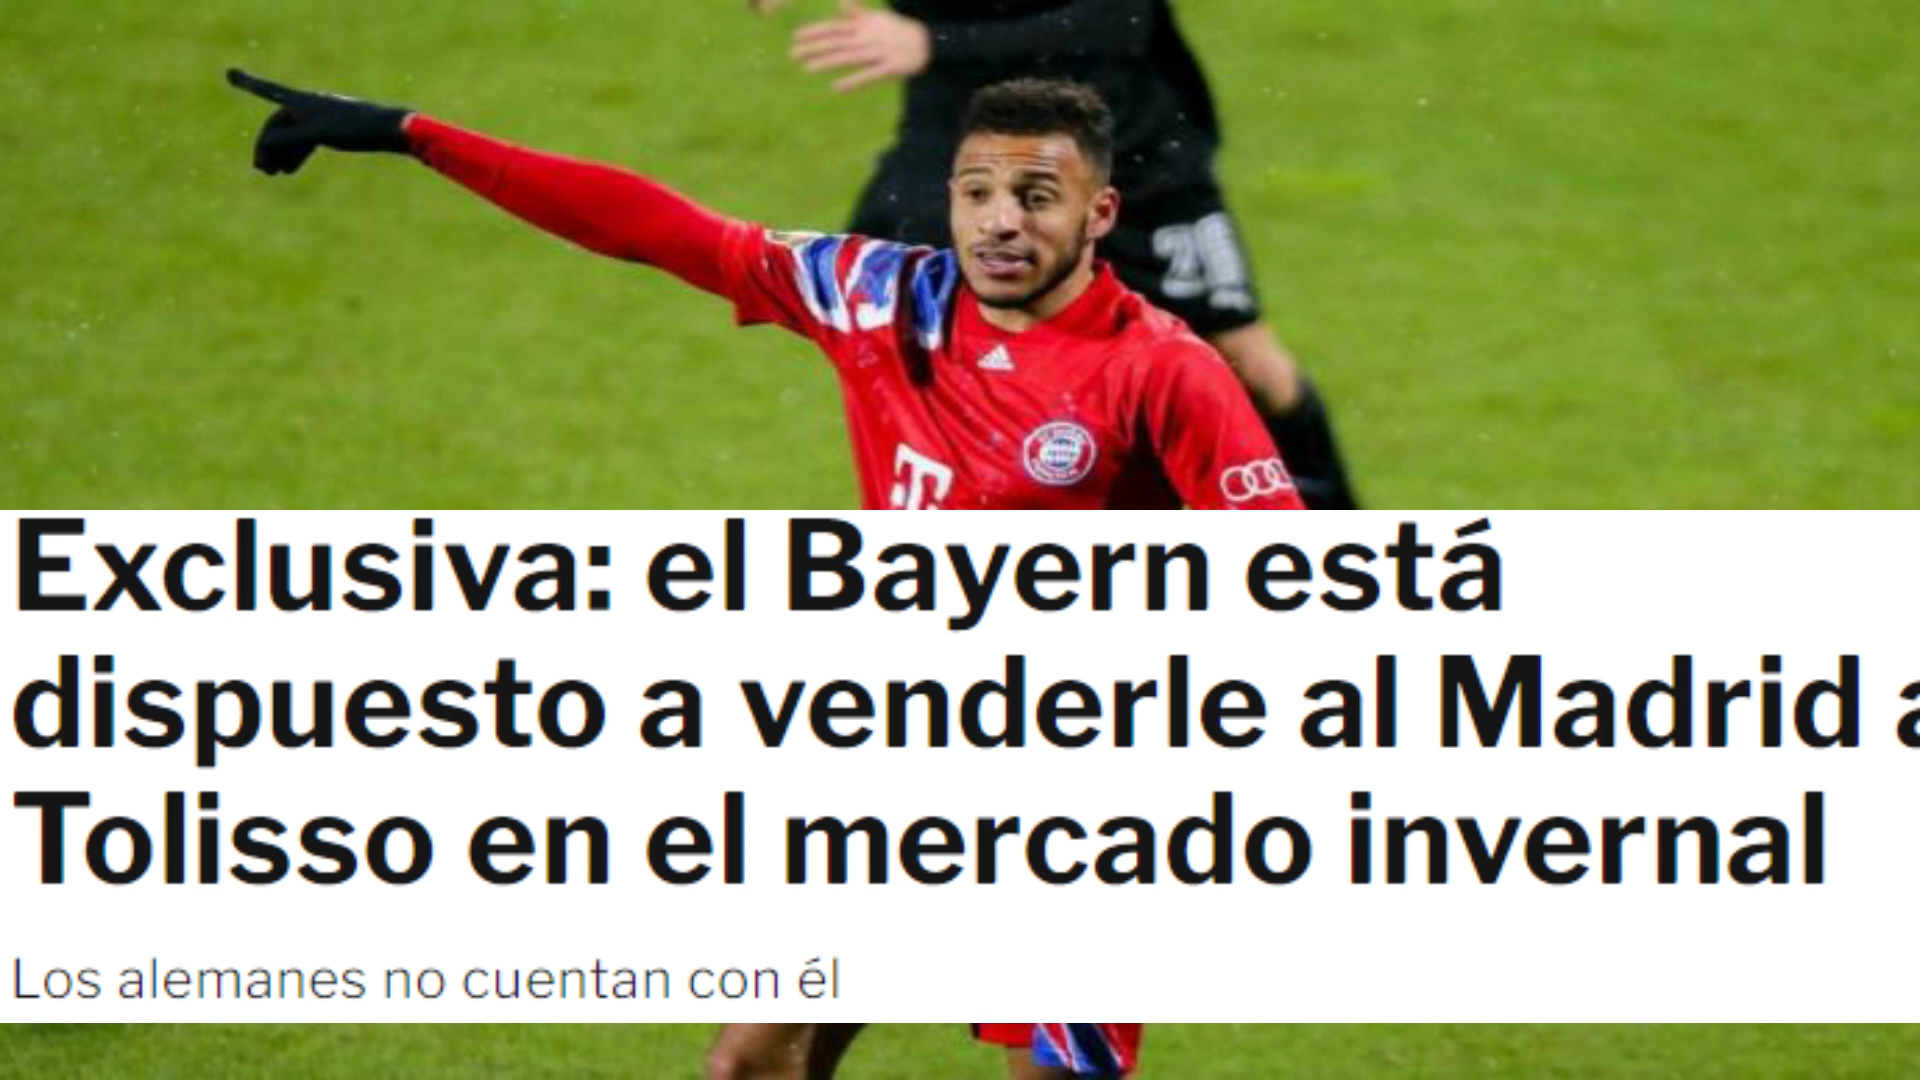 20
T
Exclusiva: el Bayern está
dispuesto a venderle al Madrid a
Tolisso en el mercado invernal
Los alemanes no cuentan con él